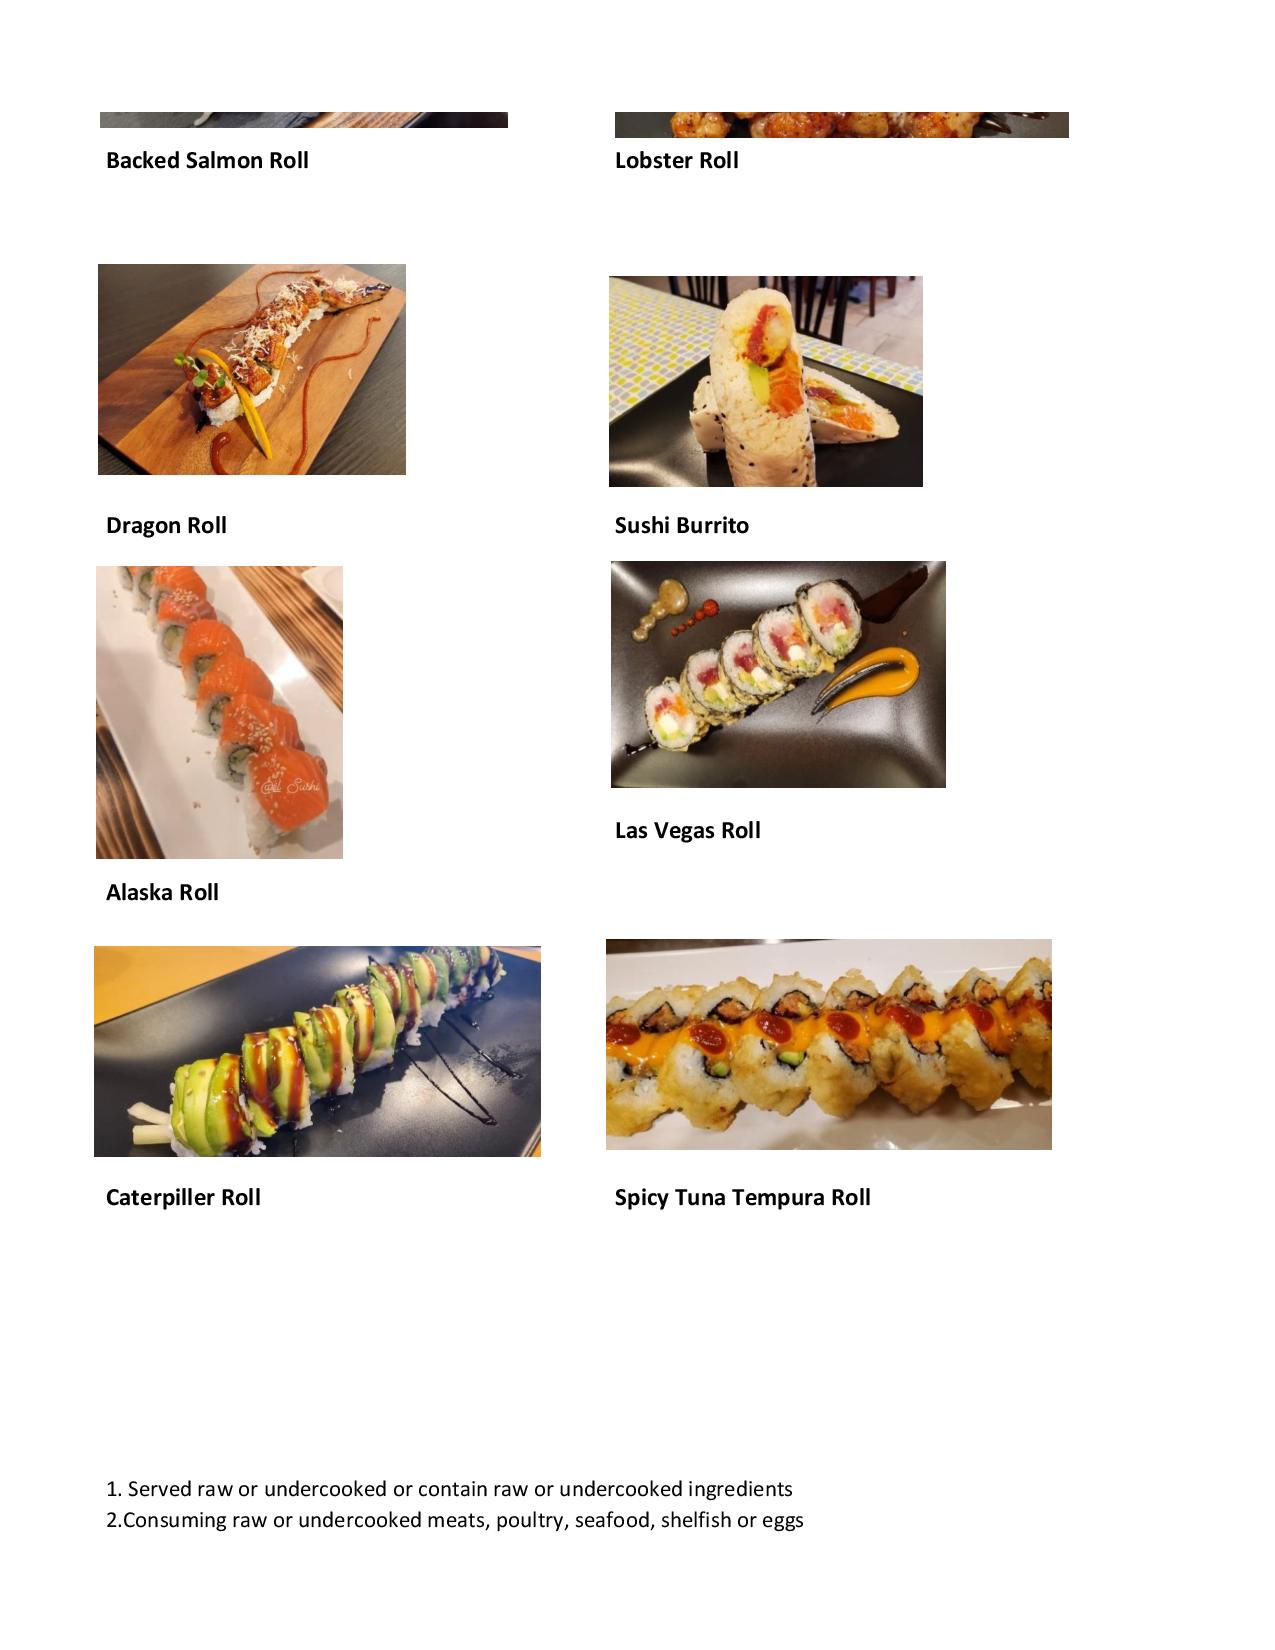 Backed Salmon Roll
Lobster Roll
Dragon Roll
Sushi Burrito
Sushi
Las Vegas Roll
Alaska Roll
Caterpiller Roll
Spicy Tuna Tempura Roll
1. Served raw or undercooked or contain raw or undercooked ingredients
2.Consuming raw or undercooked meats, poultry, seafood, shelfish or eggs